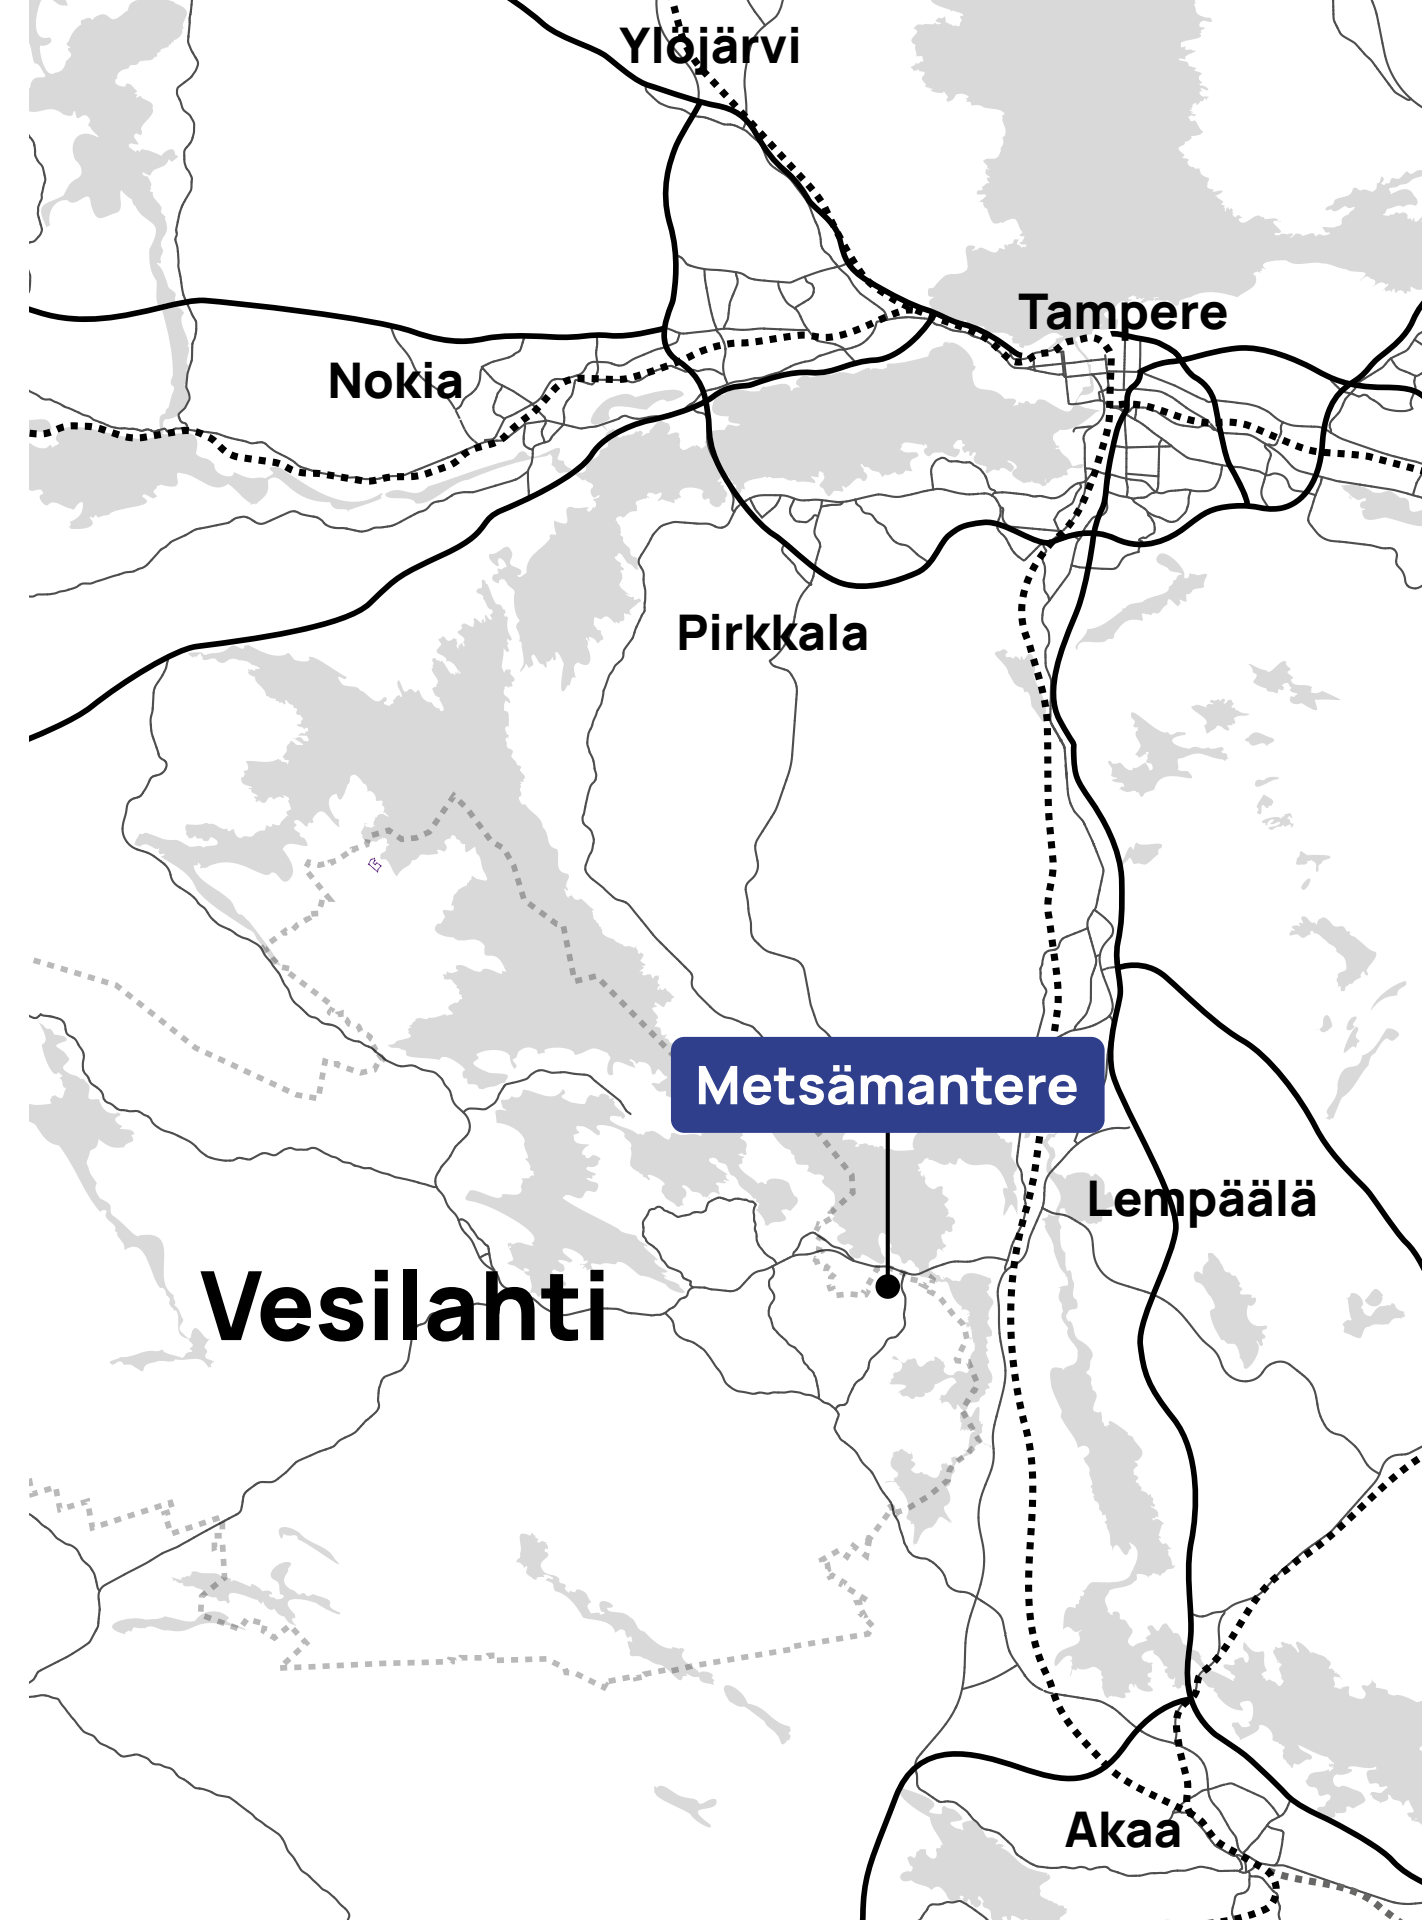 Ylöjärvi
Tampere
Nokia
Pirkkala
Metsämantere
Lempäälä
Vesilahti
Akaa